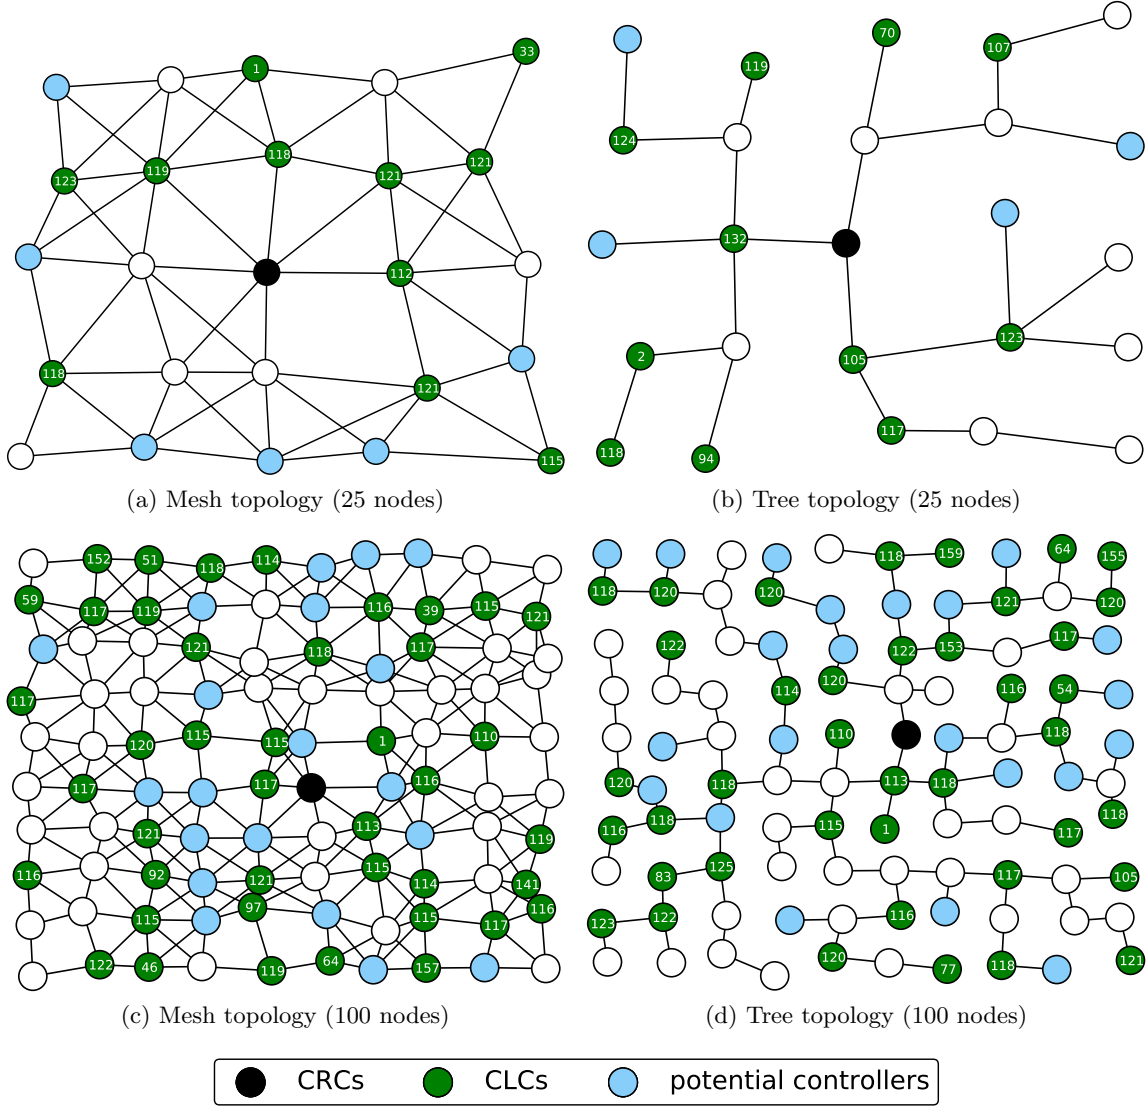 33
1
118
121
119
121
123
112
118
121
115
(a) Mesh topology (25 nodes)
70
107
119
124
132
123
2
105
117
118
94
(b) Tree topology (25 nodes)
152 51 118 114
59 117 119 116 39 115 121
121 118 117
117
120 115 115 1 110
117 117 116
121 113 119
116 92 121 115 114 141
115 97 115 117 116
122 46 119 64 157
(c) Mesh topology (100 nodes)
118 159 64 155
118 120 120 121 120
122 122 153 117
114 120 116 54
110 118
120 118 113 118
116 118 115 1 117 118
83 125 117 105
123 122 116
120 77 118 121
(d) Tree topology (100 nodes)
CRCs CLCs potential controllers